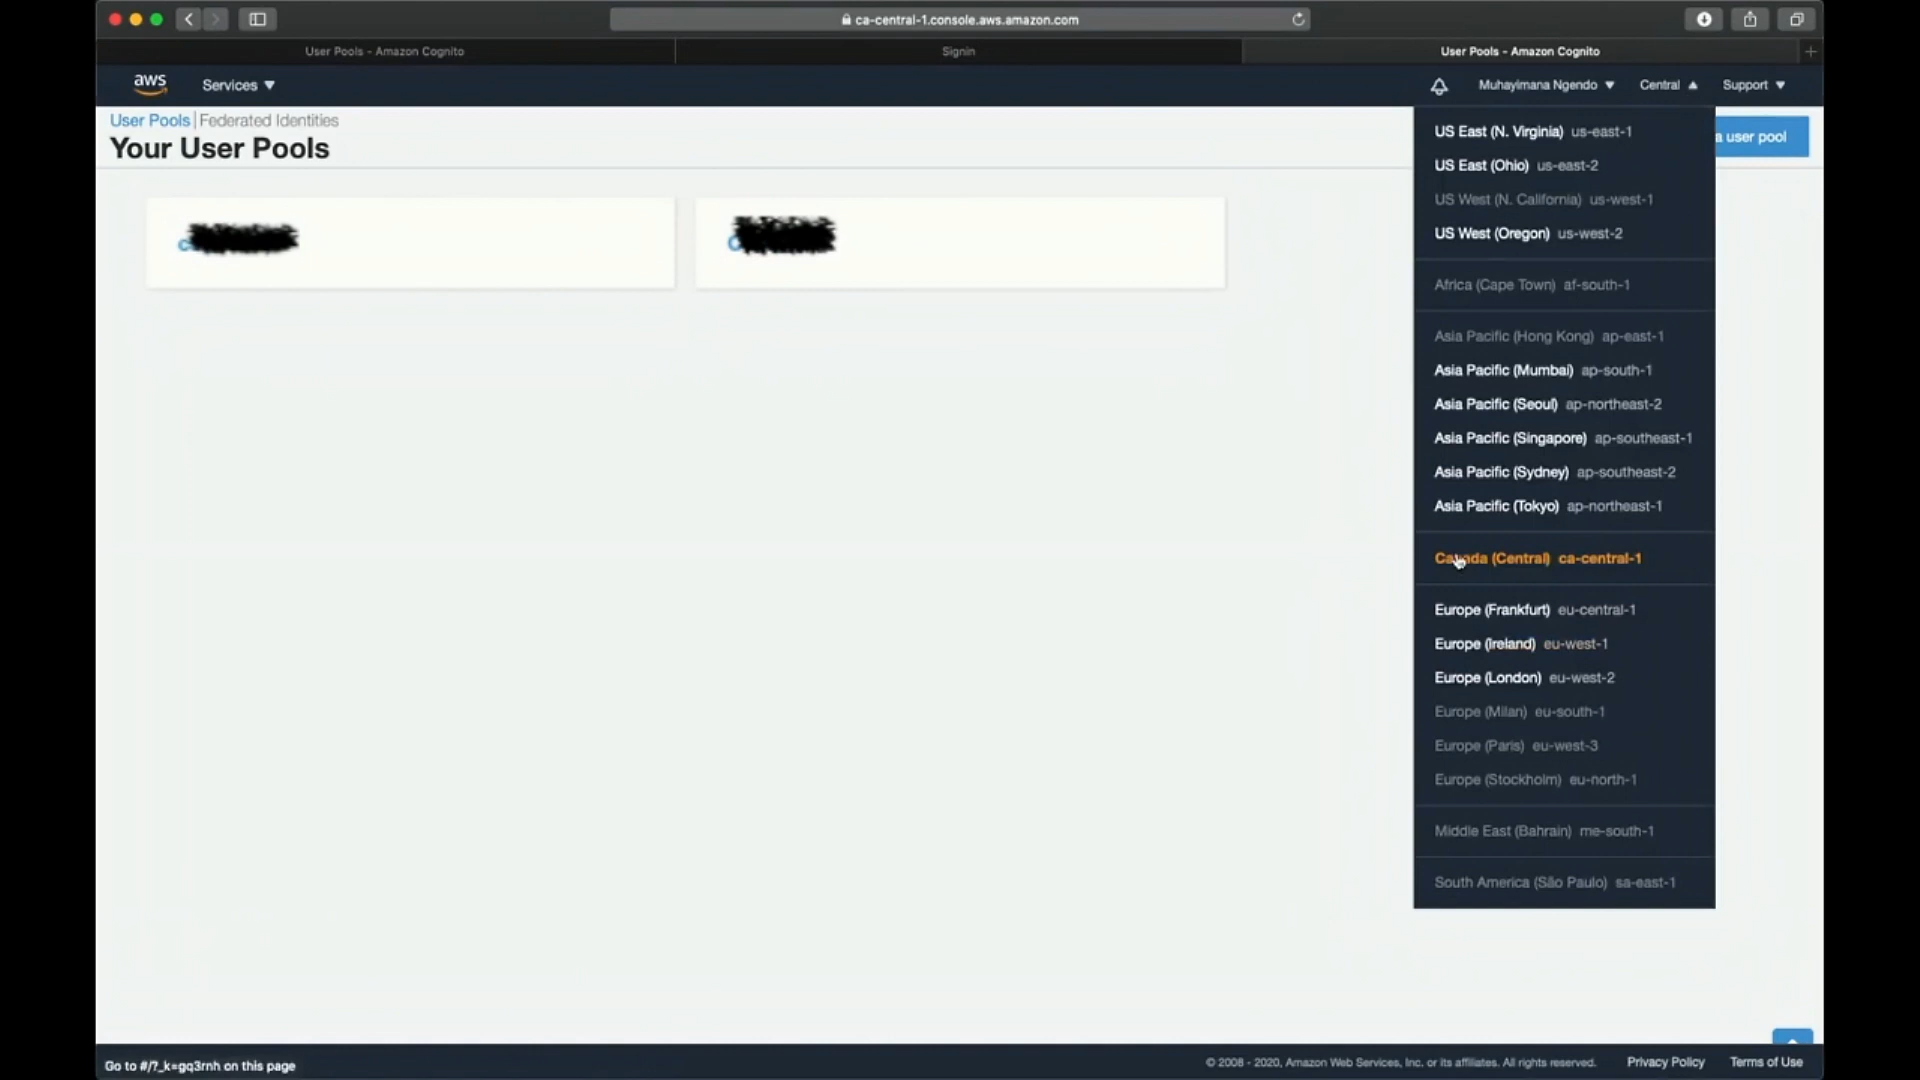 ca-central-1.console.aws.amazon.com
User Pools - Amazon Cognito
Signin
User Pools - Amazon Cognito
aws
Services
Muhayimana Ngendo
Central
Support
User Pools | Federated Identities
Your User Pools
a user pool
US East (N. Virginia) us-east-1
US East (Ohio) us-east-2
US West (N. California) us-west-1
US West (Oregon) us-west-2
Africa (Cape Town) af-south-1
Asia Pacific (Hong Kong) ap-east-1
Asia Pacific (Mumbai) ap-south-1
Asia Pacific (Seoul) ap-northeast-2
Asia Pacific (Singapore) ap-southeast-1
Asia Pacific (Sydney) ap-southeast-2
Asia Pacific (Tokyo) ap-northeast-1
Canada (Central) ca-central-1
Europe (Frankfurt) eu-central-1
Europe (Ireland) eu-west-1
Europe (London) eu-west-2
Europe (Milan) eu-south-1
Europe (Paris) eu-west-3
Europe (Stockholm) eu-north-1
Middle East (Bahrain) me-south-1
South America (São Paulo) sa-east-1
Go to #/?_k=gq3rnh on this page
© 2008 - 2020, Amazon Web Services, Inc. or its affiliates. All rights reserved.
Privacy Policy
Terms of Use